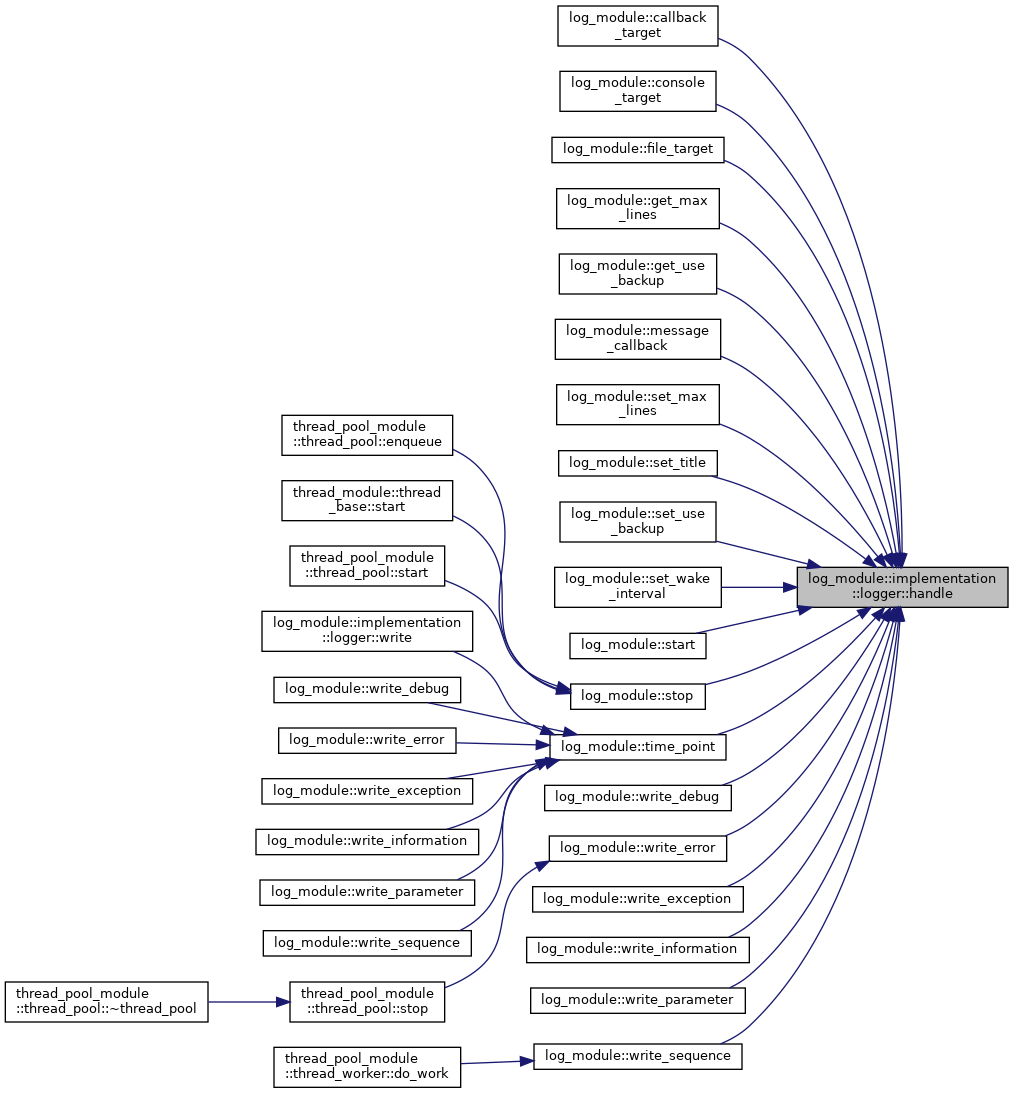 log_module::callback
_target
log_module::console
_target
log_module::file_target
log_module::get_max
_lines
log_module::get_use
_backup
log_module::message
_callback
log_module::set_max
_lines
log_module::set_title
log_module::set_use
_backup
log_module::set_wake
_interval
log_module::start
log_module::stop
log_module::time_point
log_module::write_debug
log_module::write_error
log_module::write_exception
log_module::write_information
log_module::write_parameter
log_module::write_sequence
log_module::implementation
::logger::handle
thread_pool_module
::thread_pool::enqueue
thread_module::thread
_base::start
thread_pool_module
::thread_pool::start
log_module::implementation
::logger::write
log_module::write_debug
log_module::write_error
log_module::write_exception
log_module::write_information
log_module::write_parameter
log_module::write_sequence
thread_pool_module
::thread_pool::stop
thread_pool_module
::thread_pool::~thread_pool
thread_pool_module
::thread_worker::do_work